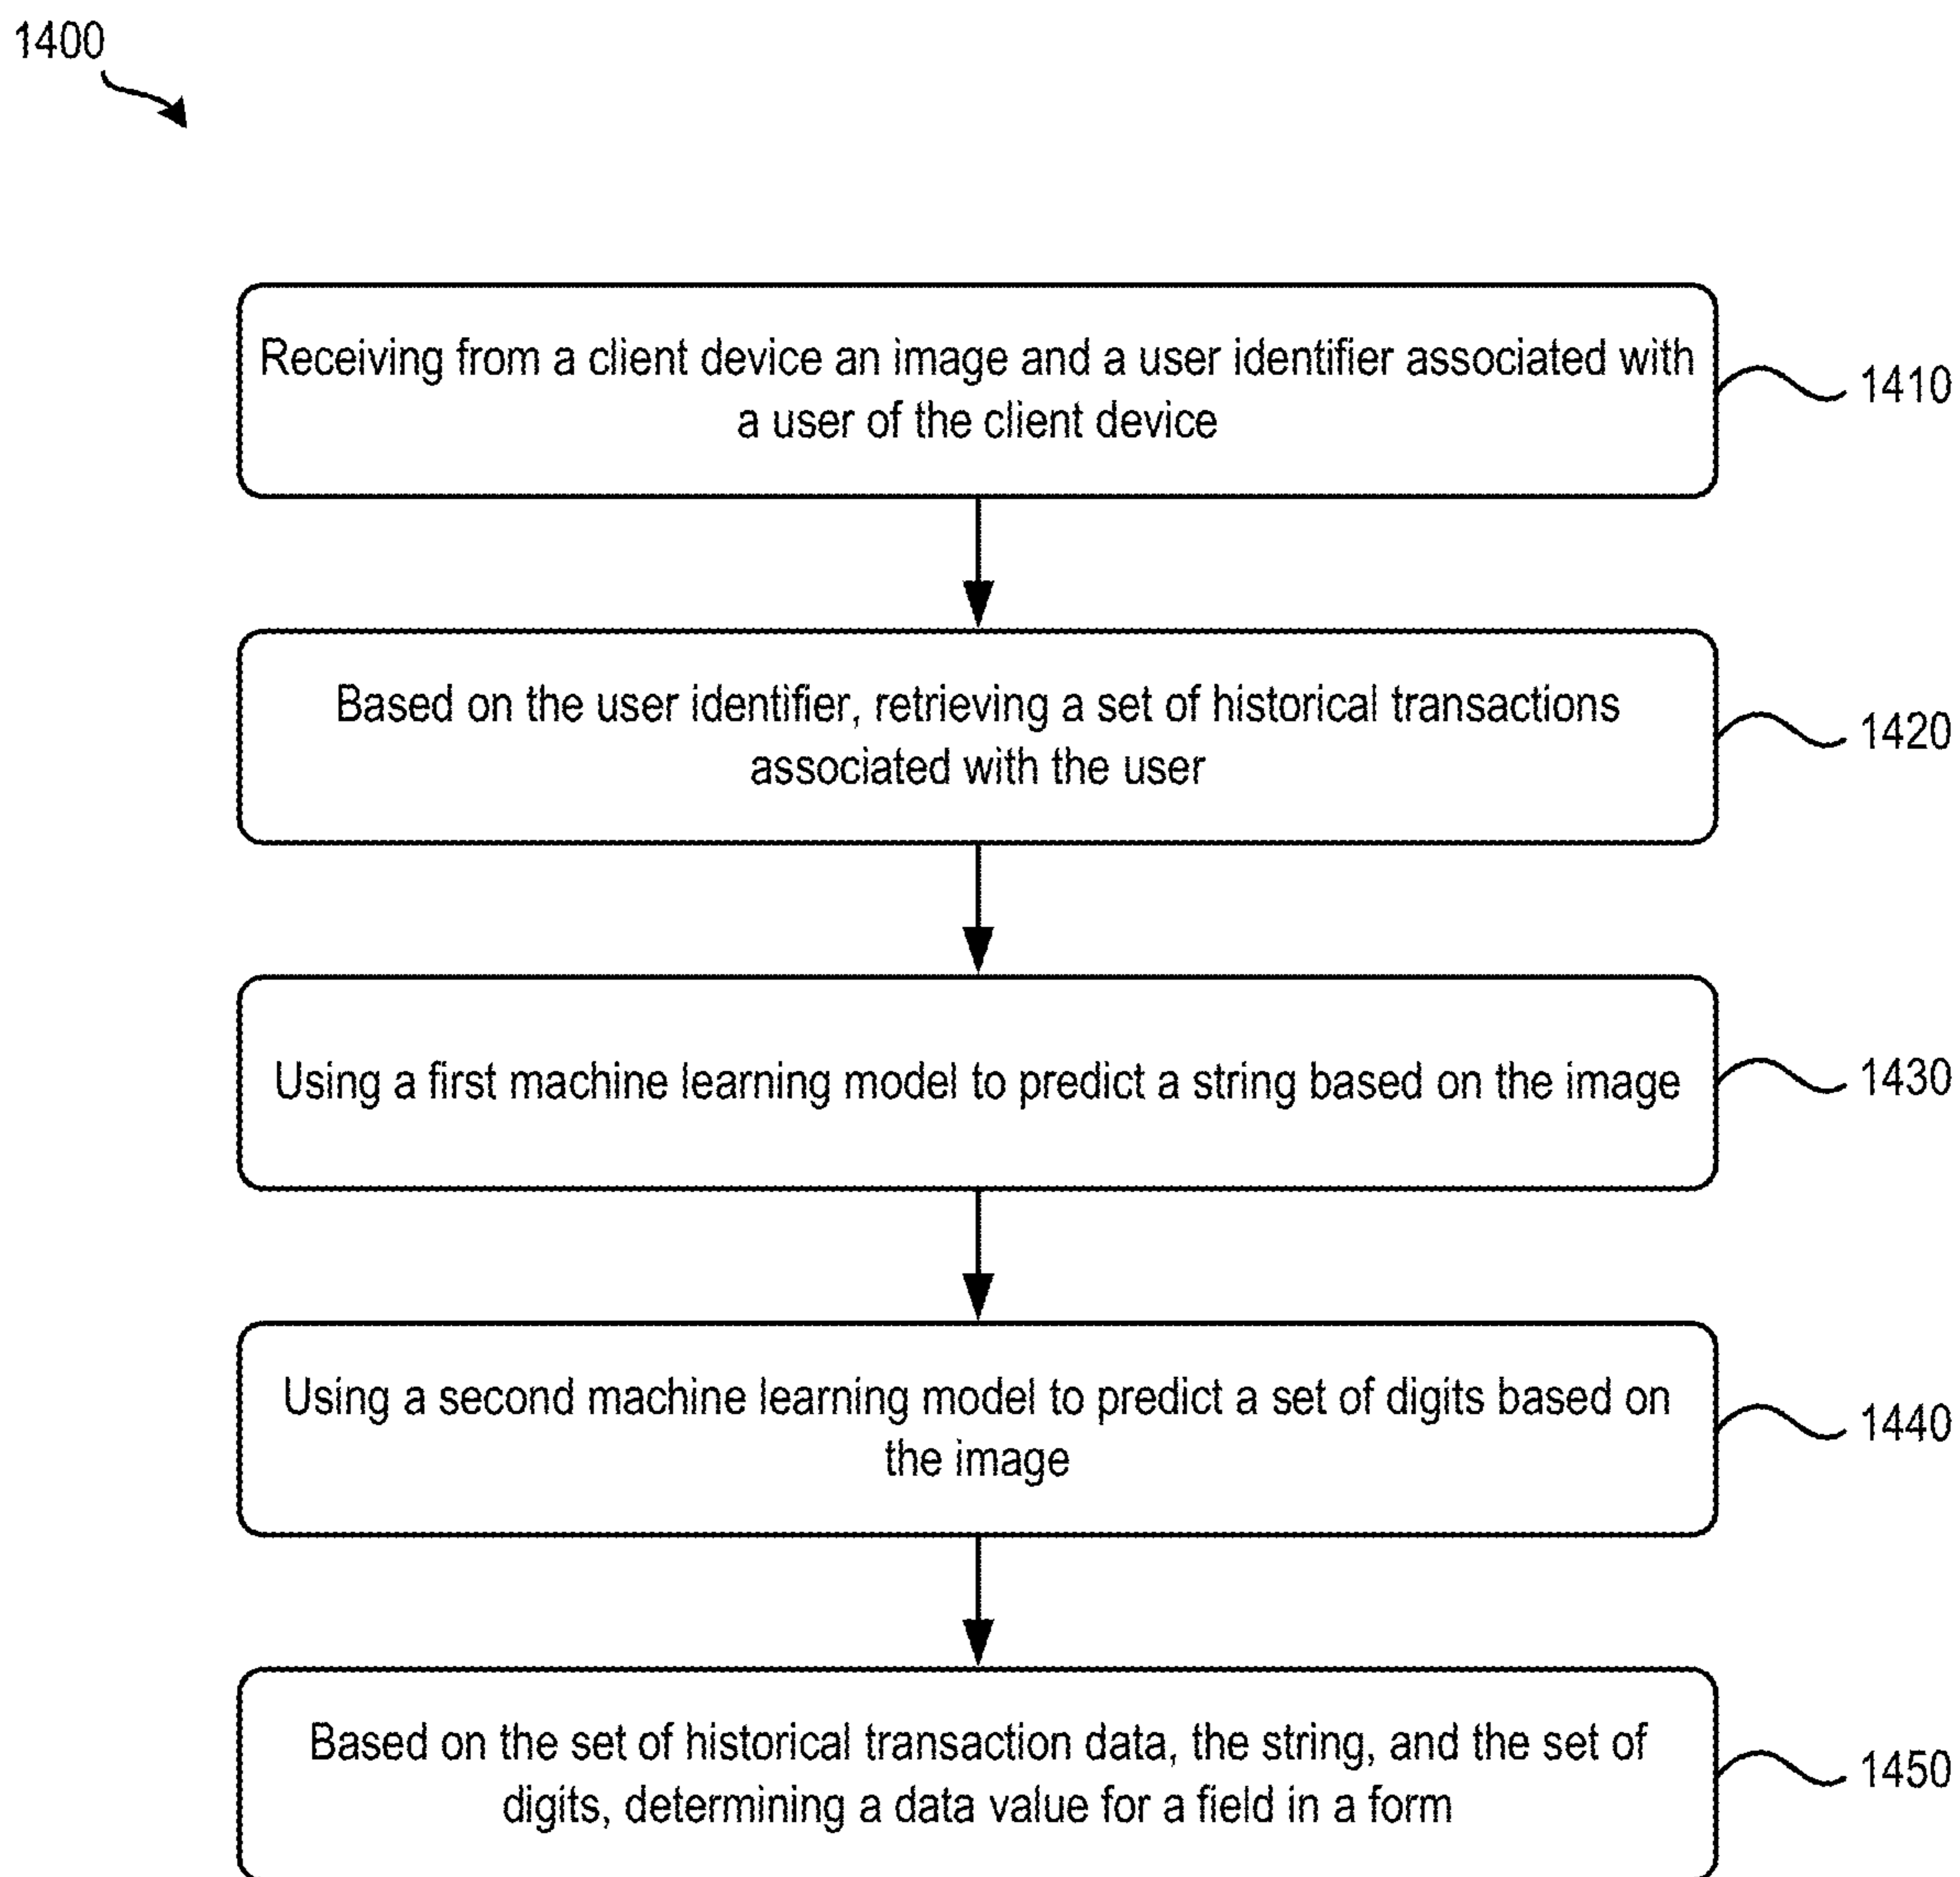 1400
Receiving from a client device an image and a user identifier associated with
a user of the client device
1410
Based on the user identifier, retrieving a set of historical transactions
associated with the user
1420
Using a first machine learning model to predict a string based on the image
1430
Using a second machine learning model to predict a set of digits based on
the image
1440
Based on the set of historical transaction data, the string, and the set of
digits, determining a data value for a field in a form
1450